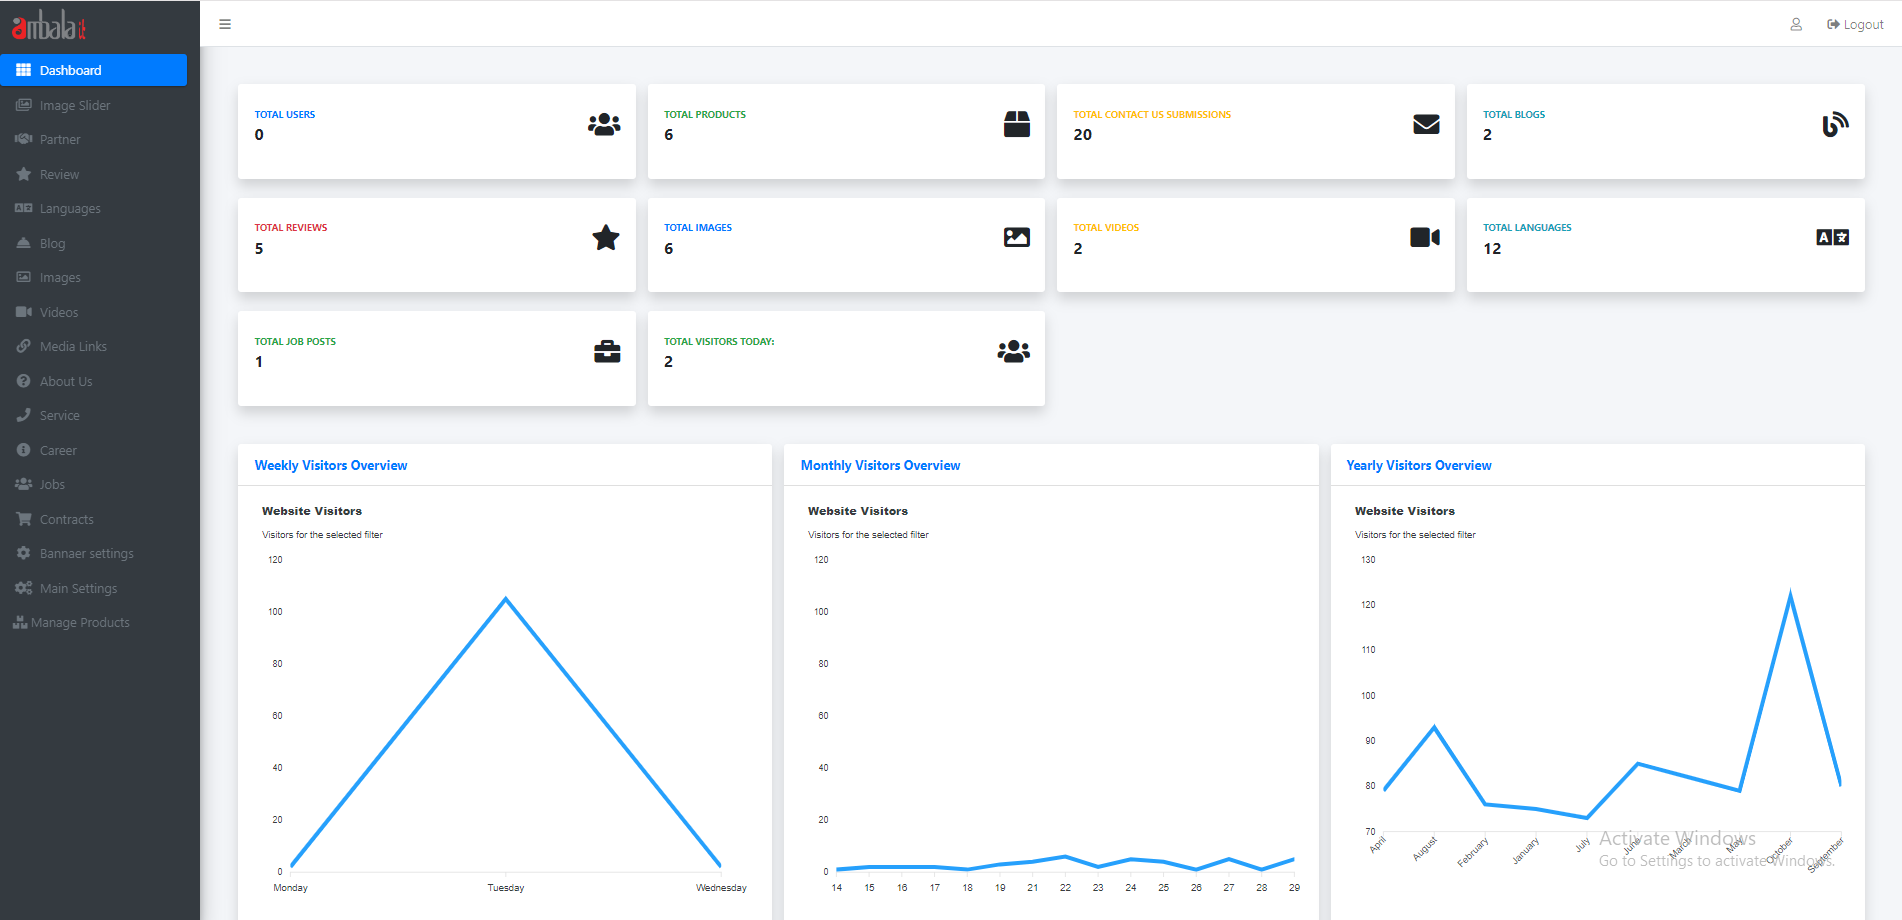 ambala it
Logout
Dashboard
Image Slider
Partner
Review
Languages
Blog
Images
Videos
Media Links
About Us
Service
Career
Jobs
Contracts
Bannaer settings
Main Settings
Manage Products
TOTAL USERS
0
TOTAL PRODUCTS
6
TOTAL CONTACT US SUBMISSIONS
20
TOTAL BLOGS
2
TOTAL REVIEWS
5
TOTAL IMAGES
6
TOTAL VIDEOS
2
TOTAL LANGUAGES
12
TOTAL JOB POSTS
1
TOTAL VISITORS TODAY:
2
Weekly Visitors Overview
Website Visitors
Visitors for the selected filter
120
100
80
60
40
20
0
Monday Tuesday Wednesday
Monthly Visitors Overview
Website Visitors
Visitors for the selected filter
120
100
80
60
40
20
0
14 15 16 17 18 19 21 22 23 24 25 26 27 28 29
Yearly Visitors Overview
Website Visitors
Visitors for the selected filter
130
120
110
100
90
80
70
April August February January July June March May October September
Activate Windows
Go to Settings to activate Windows.